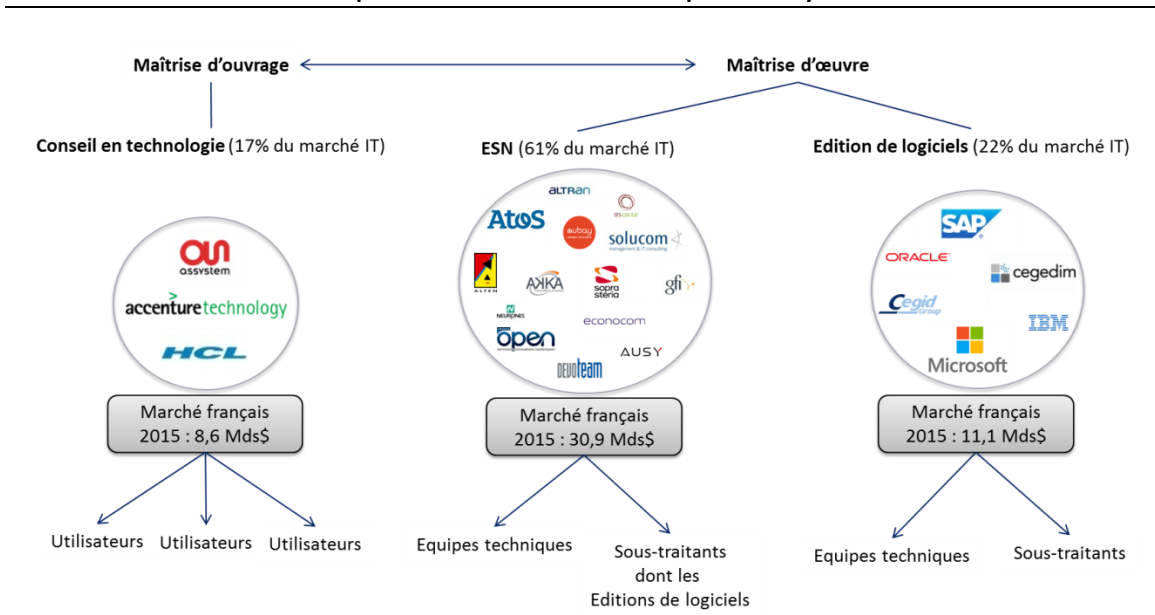 Maîtrise d'ouvrage
Maîtrise d'œuvre
Conseil en technologie (17% du marché IT)
ESN (61% du marché IT)
Edition de logiciels (22% du marché IT)
assystem
accenture technology
HCL
ALTRAN
AtoS
aubay
solucom
management & IT consulting
ALTEN
AKKA
sopra
steria
gfi
NEURONES
econocom
open
AUSY
DEVOteam
SAP
ORACLE
cegedim
Cegid
Group
IBM
Microsoft
Marché français
2015 : 8,6 Mds$
Marché français
2015 : 30,9 Mds$
Marché français
2015 : 11,1 Mds$
Utilisateurs
Utilisateurs
Utilisateurs
Equipes techniques
Sous-traitants
dont les
Editions de logiciels
Equipes techniques
Sous-traitants